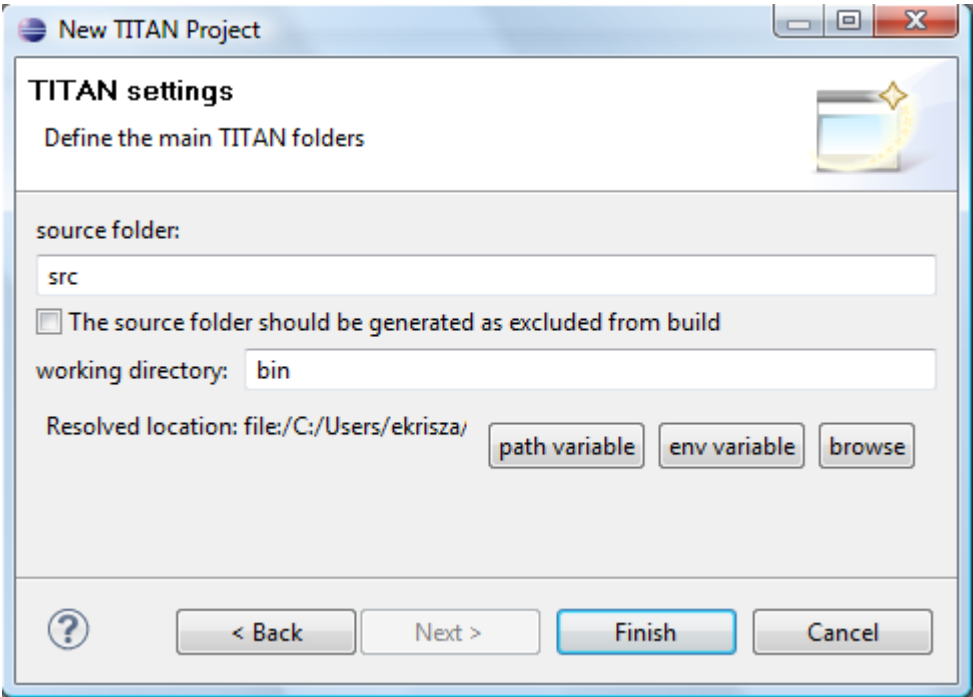 New TITAN Project
TITAN settings
Define the main TITAN folders
source folder:
src
The source folder should be generated as excluded from build
working directory: bin
Resolved location: file:/C:/Users/ekrisza/ path variable env variable browse
? < Back Next > Finish Cancel